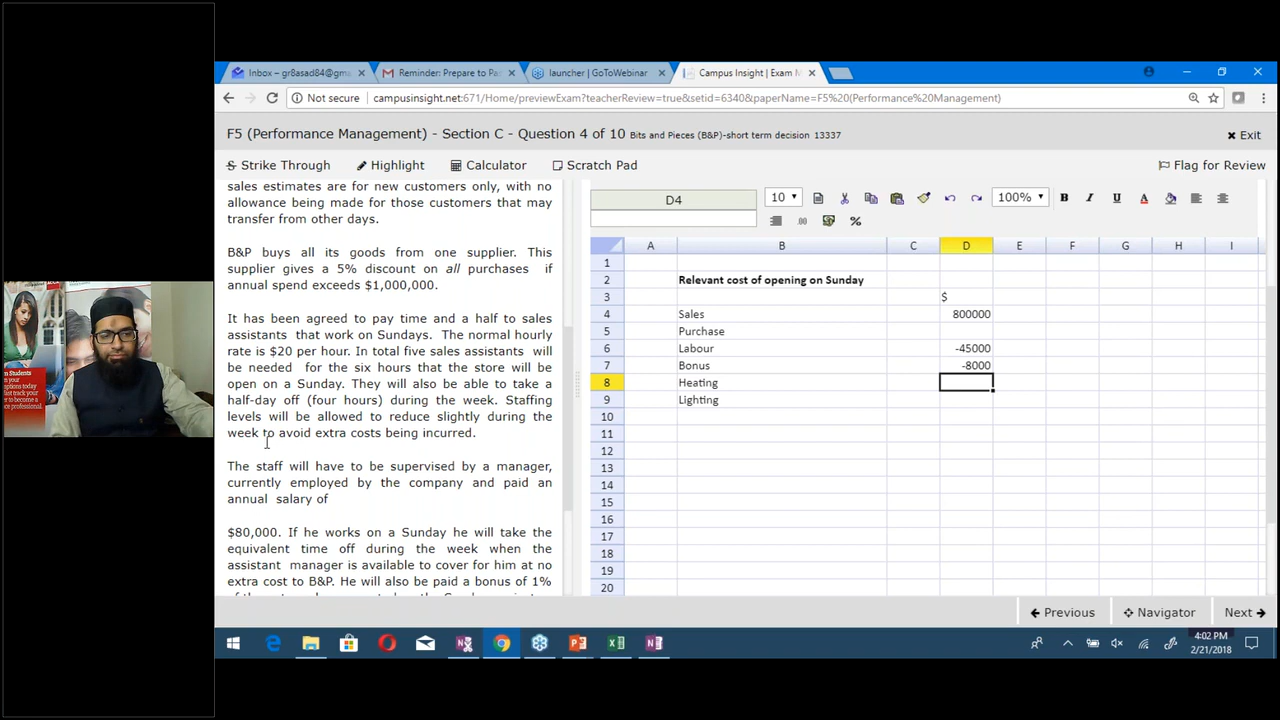 Inbox – gr8asad84@gma
Reminder: Prepare to Pa
launcher | GoToWebinar
Campus Insight | Exam M
Not secure
campusinsight.net:671/Home/previewExam?teacherReview=true&setid=6340&paperName=F5%20(Performance%20Management)
F5 (Performance Management) - Section C - Question 4 of 10 Bits and Pieces (B&P)-short term decision 13337
Exit
Strike Through Highlight Calculator Scratch Pad
Flag for Review
sales estimates are for new customers only, with no
allowance being made for those customers that may
transfer from other days.
B&P buys all its goods from one supplier. This
supplier gives a 5% discount on all purchases if
annual spend exceeds $1,000,000.
It has been agreed to pay time and a half to sales
assistants that work on Sundays. The normal hourly
rate is $20 per hour. In total five sales assistants will
be needed for the six hours that the store will be
open on a Sunday. They will also be able to take a
half-day off (four hours) during the week. Staffing
levels will be allowed to reduce slightly during the
week to avoid extra costs being incurred.
The staff will have to be supervised by a manager,
currently employed by the company and paid an
annual salary of
$80,000. If he works on a Sunday he will take the
equivalent time off during the week when the
assistant manager is available to cover for him at no
extra cost to B&P. He will also be paid a bonus of 1%
D4
10
100%
B I U A
%
A B C D E F G H I
1
2 Relevant cost of opening on Sunday
3 $
4 Sales 800000
5 Purchase
6 Labour -45000
7 Bonus -8000
8 Heating
9 Lighting
10
11
12
13
14
15
16
17
18
19
20
Previous Navigator Next
4:02 PM
2/21/2018